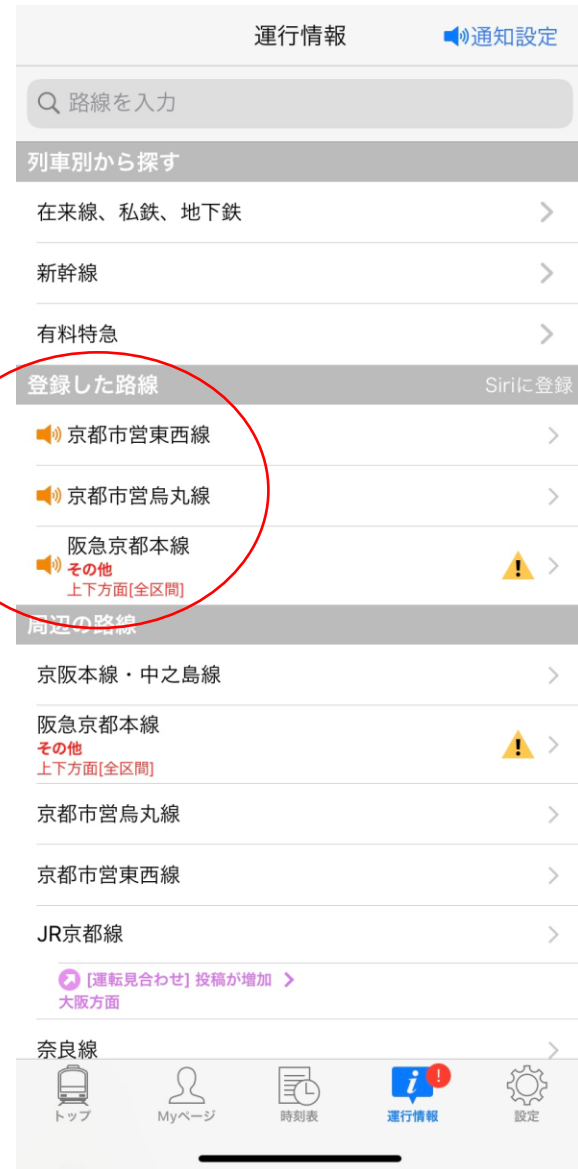 運行情報
通知設定
路線を入力
列車別から探す
在来線、私鉄、地下鉄
新幹線
有料特急
登録した路線
Siriに登録
京都市営東西線
京都市営烏丸線
阪急京都本線
その他
上下方面[全区間]
周辺の路線
京阪本線・中之島線
阪急京都本線
その他
上下方面[全区間]
京都市営烏丸線
京都市営東西線
JR京都線
[運転見合わせ] 投稿が増加
大阪方面
奈良線
トップ
Myページ
時刻表
運行情報
設定